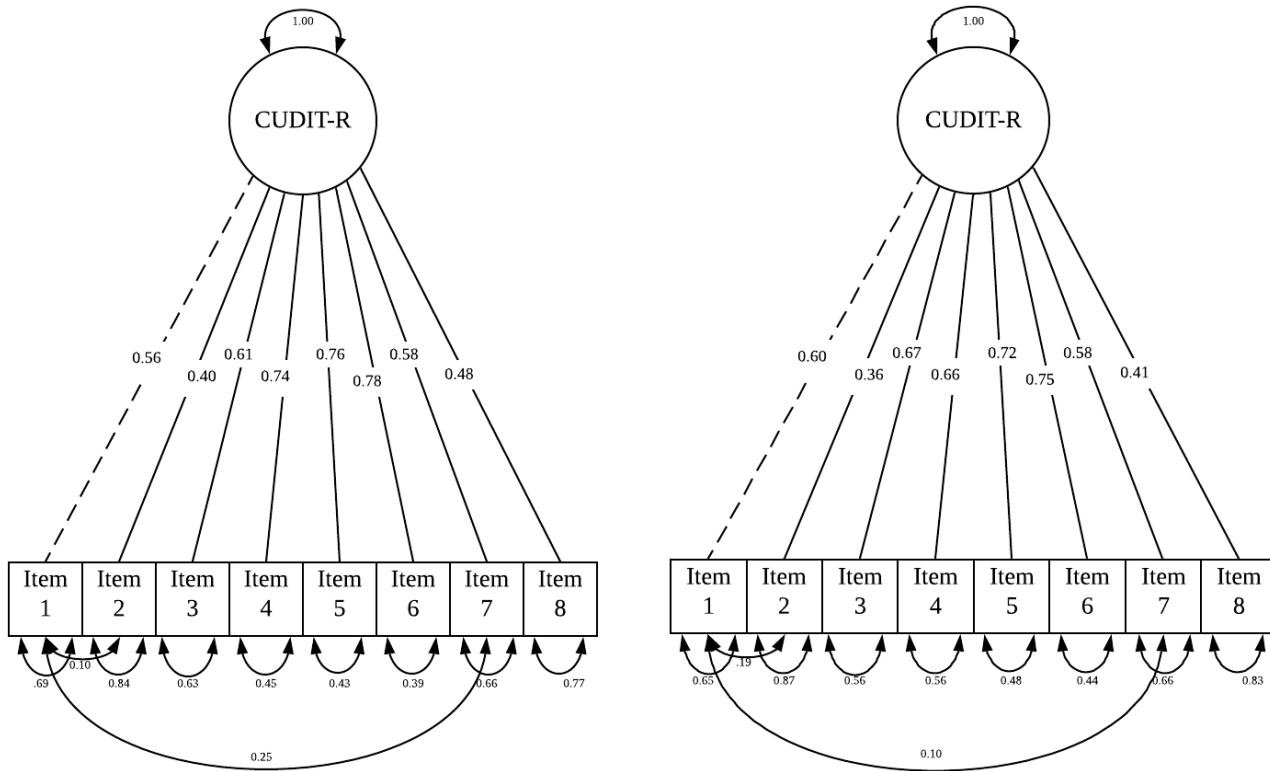 1.00
CUDIT-R
0.56
0.40
0.61
0.74
0.76
0.78
0.58
0.48
Item 1
Item 2
Item 3
Item 4
Item 5
Item 6
Item 7
Item 8
.69
0.10
0.84
0.63
0.45
0.43
0.39
0.66
0.77
0.25
1.00
CUDIT-R
0.60
0.36
0.67
0.66
0.72
0.75
0.58
0.41
Item 1
Item 2
Item 3
Item 4
Item 5
Item 6
Item 7
Item 8
0.65
.19
0.87
0.56
0.56
0.48
0.44
0.66
0.83
0.10